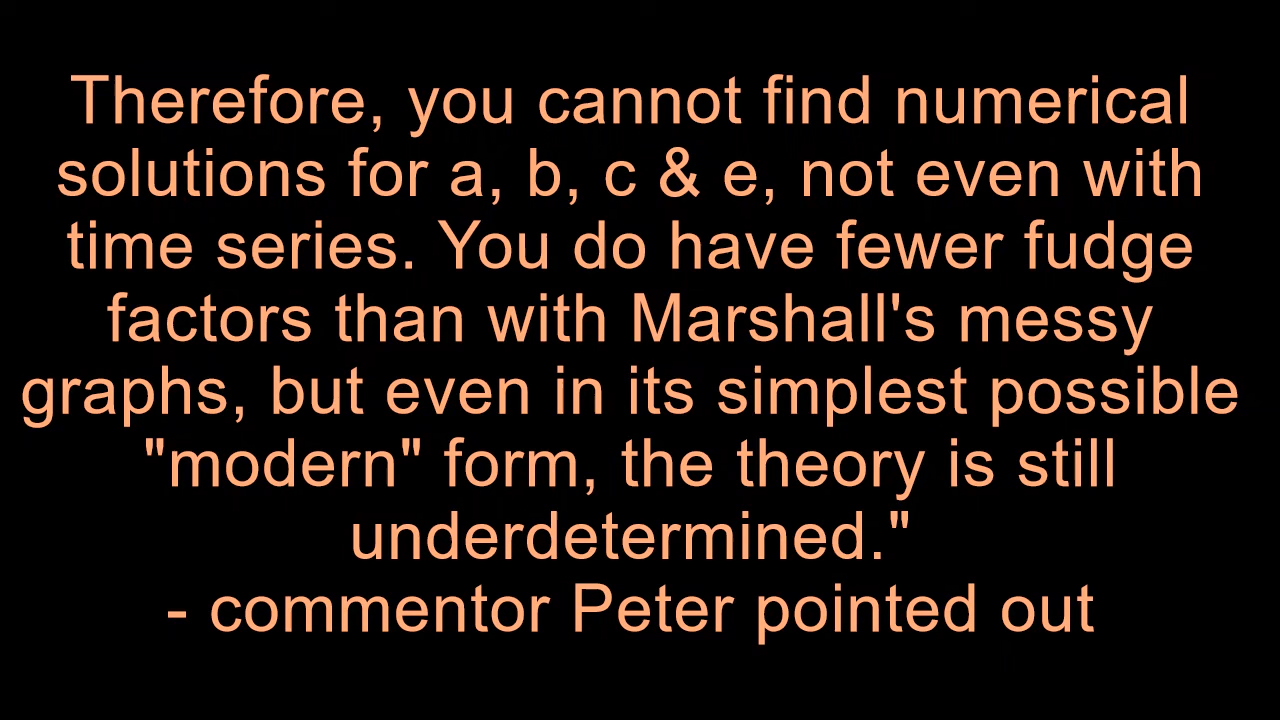 Therefore, you cannot find numerical
solutions for a, b, c & e, not even with
time series. You do have fewer fudge
factors than with Marshall's messy
graphs, but even in its simplest possible
"modern" form, the theory is still
underdetermined."
- commentor Peter pointed out